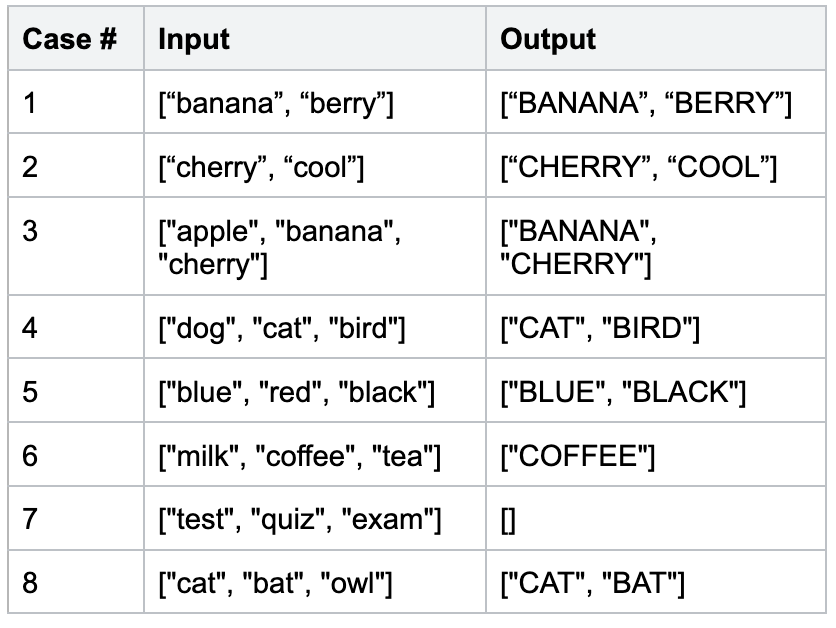 Case # Input Output
1 [“banana”, “berry”] [“BANANA”, “BERRY”]
2 [“cherry”, “cool”] [“CHERRY”, “COOL”]
3 ["apple", "banana", ["BANANA",
"cherry"] "CHERRY"]
4 ["dog", "cat", "bird"] ["CAT", "BIRD"]
5 ["blue", "red", "black"] ["BLUE", "BLACK"]
6 ["milk", "coffee", "tea"] ["COFFEE"]
7 ["test", "quiz", "exam"] []
8 ["cat", "bat", "owl"] ["CAT", "BAT"]